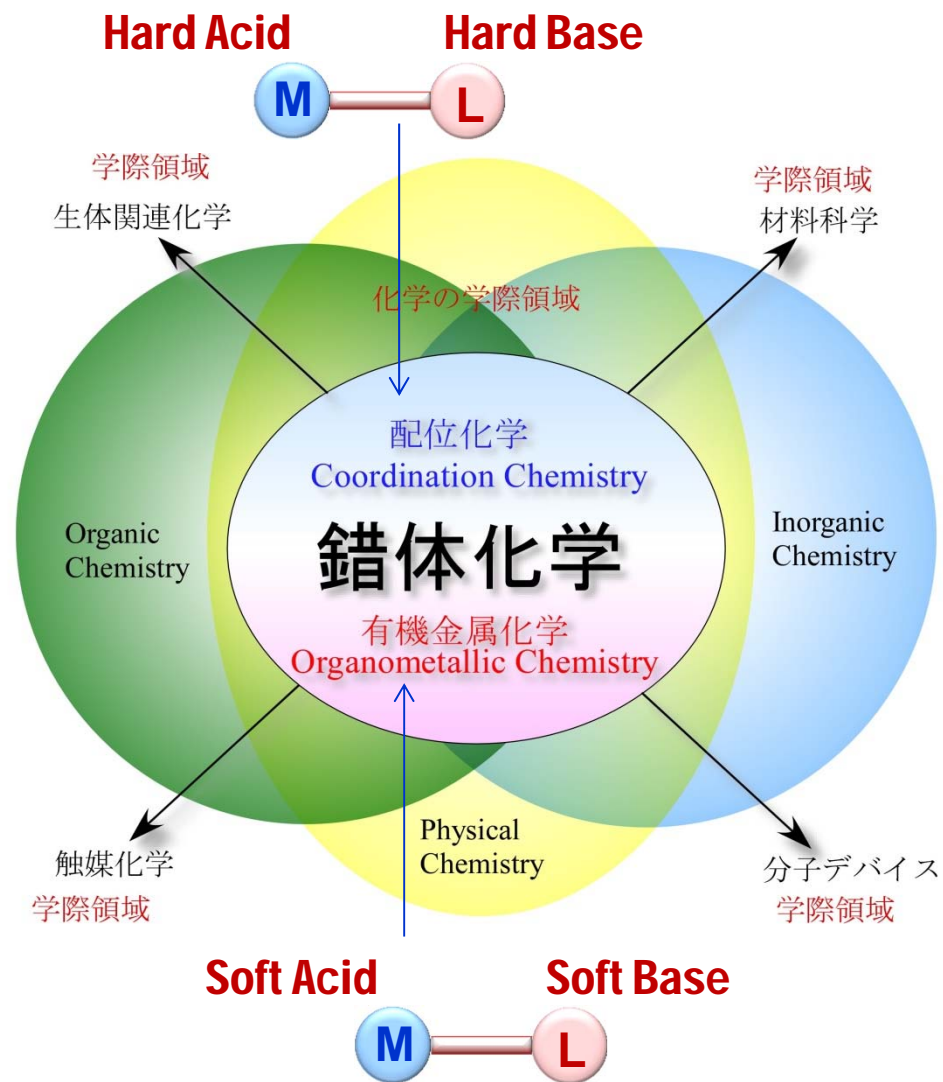 Hard Acid Hard Base
M L
学際領域
生体関連化学
学際領域
材料科学
化学の学際領域
配位化学
Coordination Chemistry
錯体化学
有機金属化学
Organometallic Chemistry
Organic
Chemistry
Inorganic
Chemistry
Physical
Chemistry
触媒化学
学際領域
分子デバイス
学際領域
Soft Acid Soft Base
M L